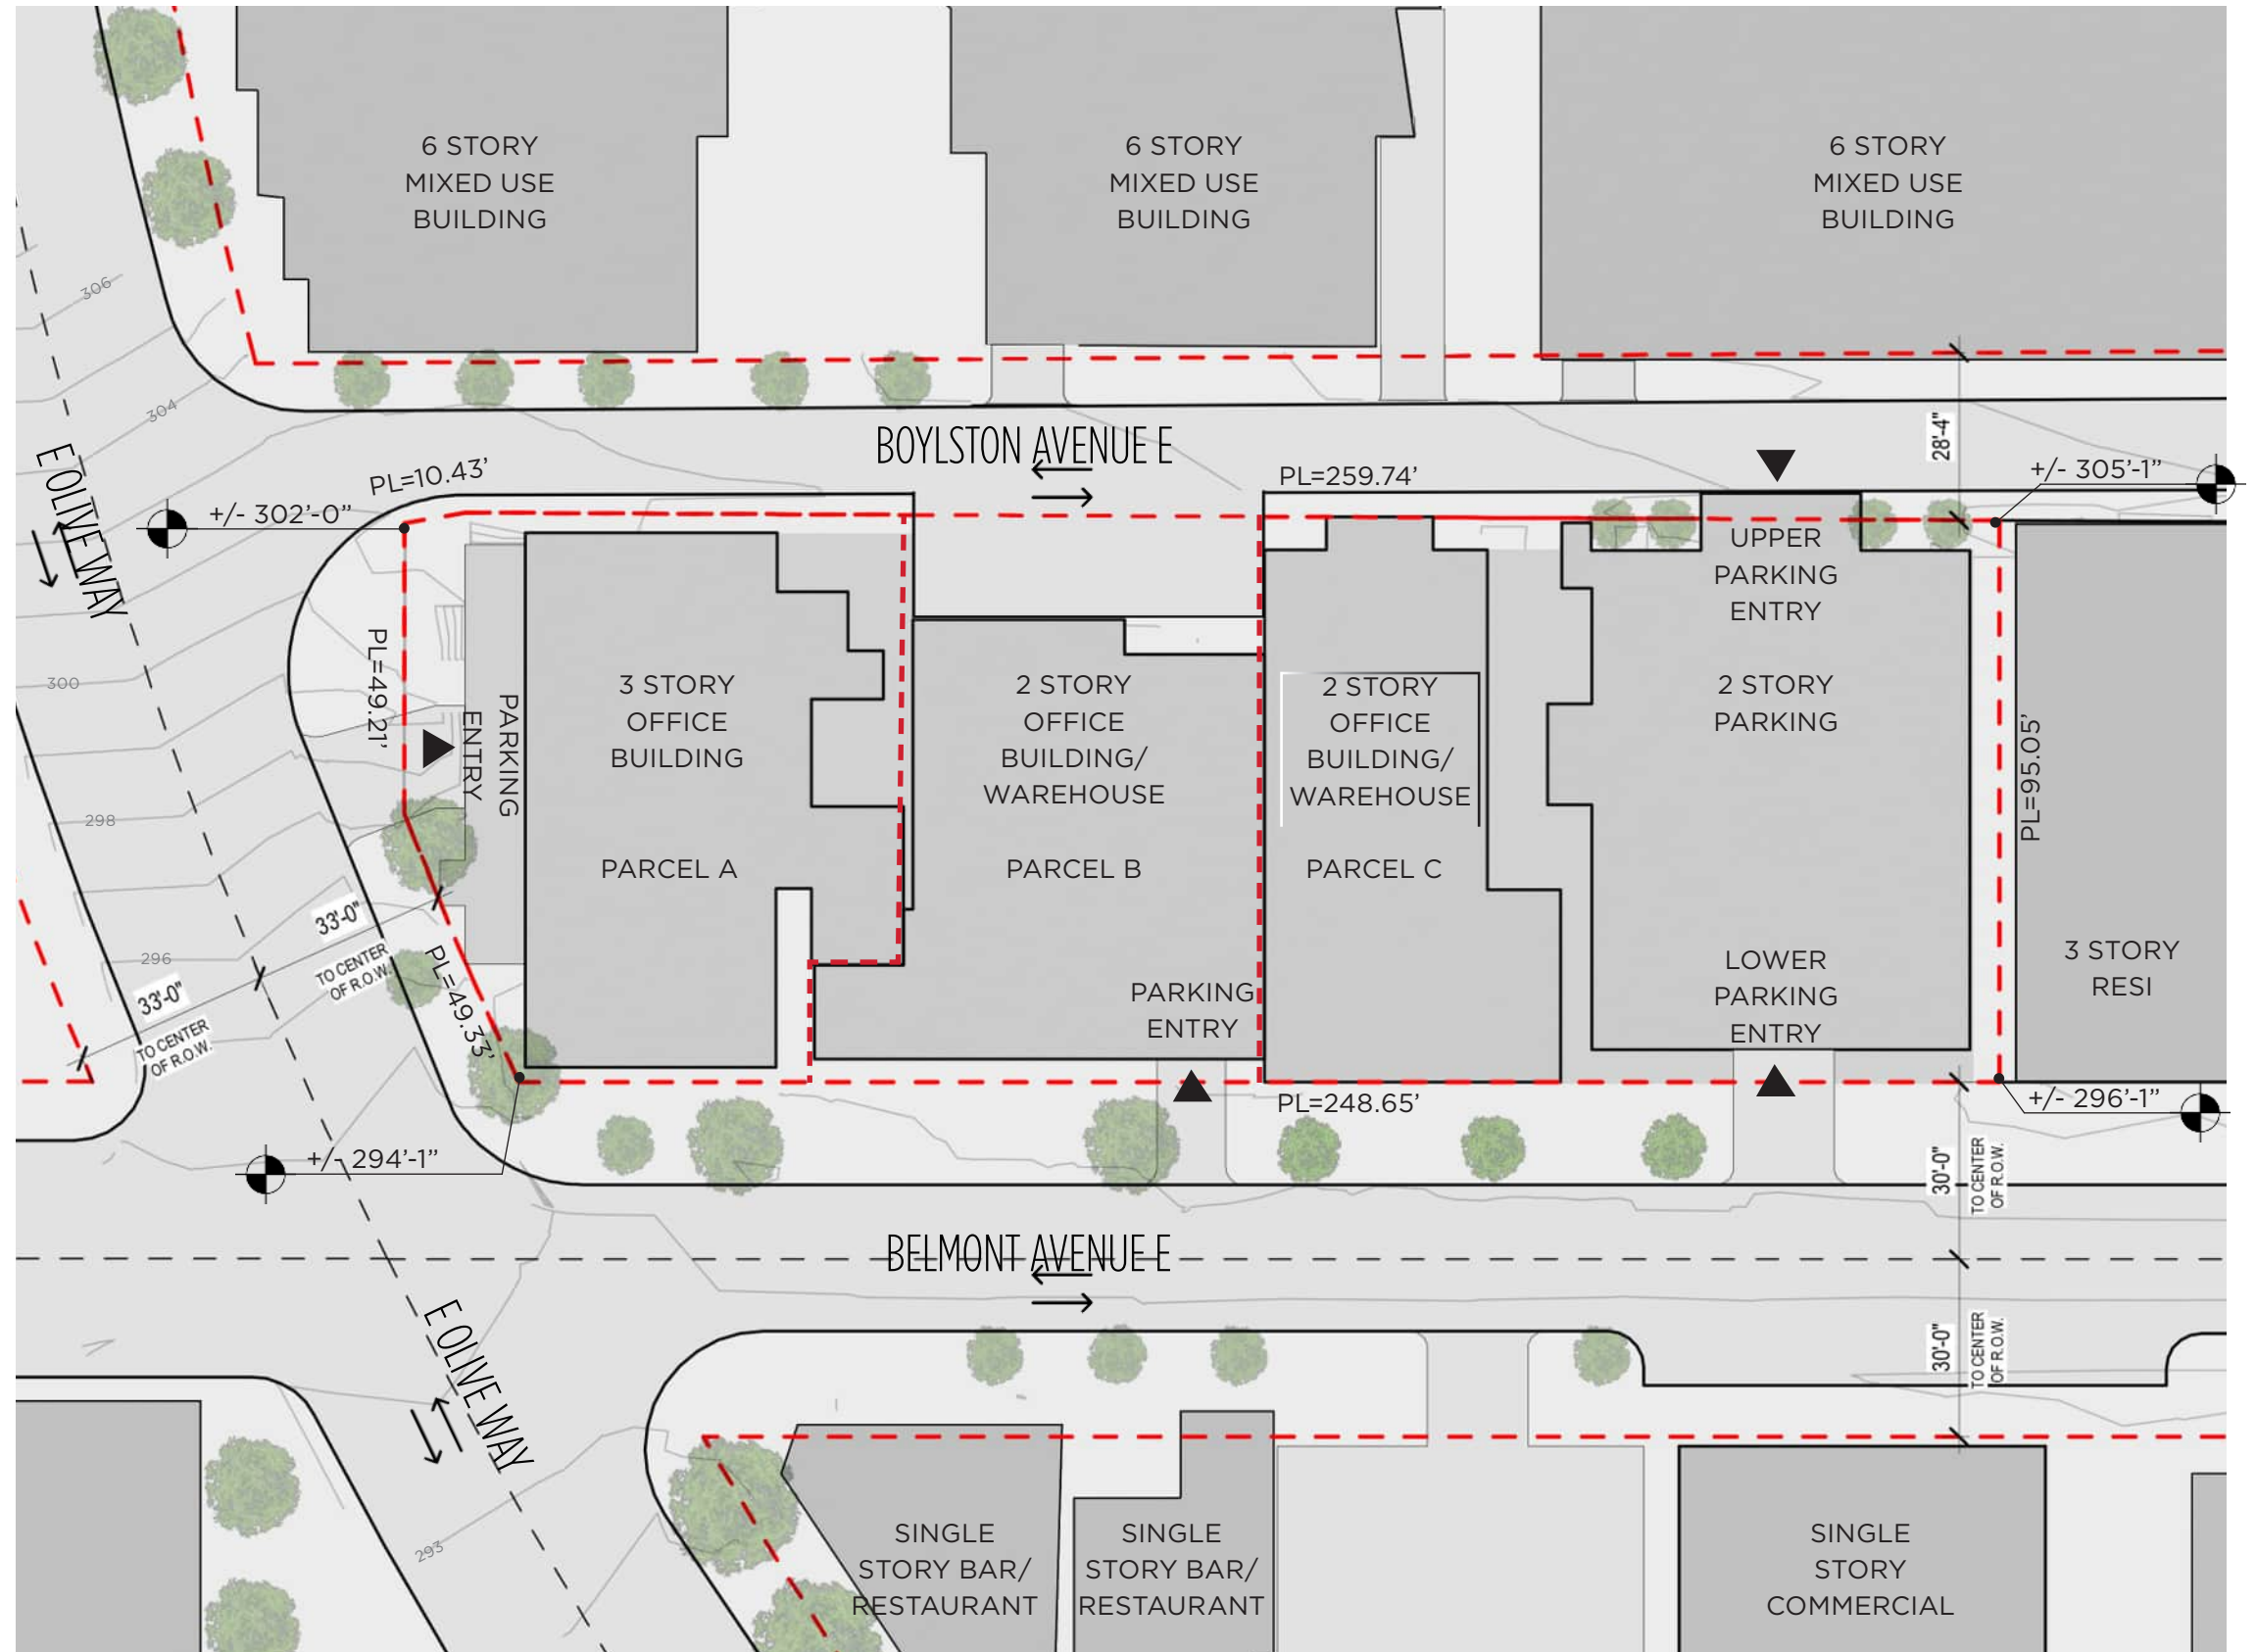 6 STORY
MIXED USE
BUILDING
6 STORY
MIXED USE
BUILDING
6 STORY
MIXED USE
BUILDING
306
304
BOYLSTON AVENUE E
28'-4"
E OLIVE WAY
PL=10.43'
PL=259.74'
+/- 305'-1"
+/- 302'-0"
UPPER
PARKING
ENTRY
PL=49.21'
300
PARKING
ENTRY
3 STORY
OFFICE
BUILDING
2 STORY
OFFICE
BUILDING/
WAREHOUSE
2 STORY
OFFICE
BUILDING/
WAREHOUSE
2 STORY
PARKING
PL=95.05'
298
PARCEL A
PARCEL B
PARCEL C
33'-0"
TO CENTER
OF R.O.W.
296
33'-0"
TO CENTER
OF R.O.W.
PL=49.33'
PARKING
ENTRY
LOWER
PARKING
ENTRY
3 STORY
RESI
PL=248.65'
+/- 296'-1"
+/- 294'-1"
30'-0"
TO CENTER
OF R.O.W.
BELMONT AVENUE E
E OLIVE WAY
30'-0"
TO CENTER
OF R.O.W.
293
SINGLE
STORY BAR/
RESTAURANT
SINGLE
STORY BAR/
RESTAURANT
SINGLE
STORY
COMMERCIAL